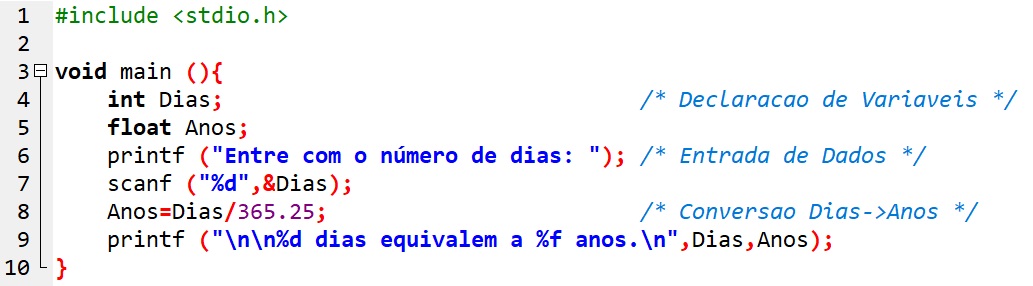 1 #include <stdio.h>
2
3 void main (){
4 int Dias; /* Declaracao de Variaveis */
5 float Anos;
6 printf ("Entre com o número de dias: "); /* Entrada de Dados */
7 scanf ("%d",&Dias);
8 Anos=Dias/365.25; /* Conversao Dias->Anos */
9 printf ("\n\n%d dias equivalem a %f anos.\n",Dias,Anos);
10 }